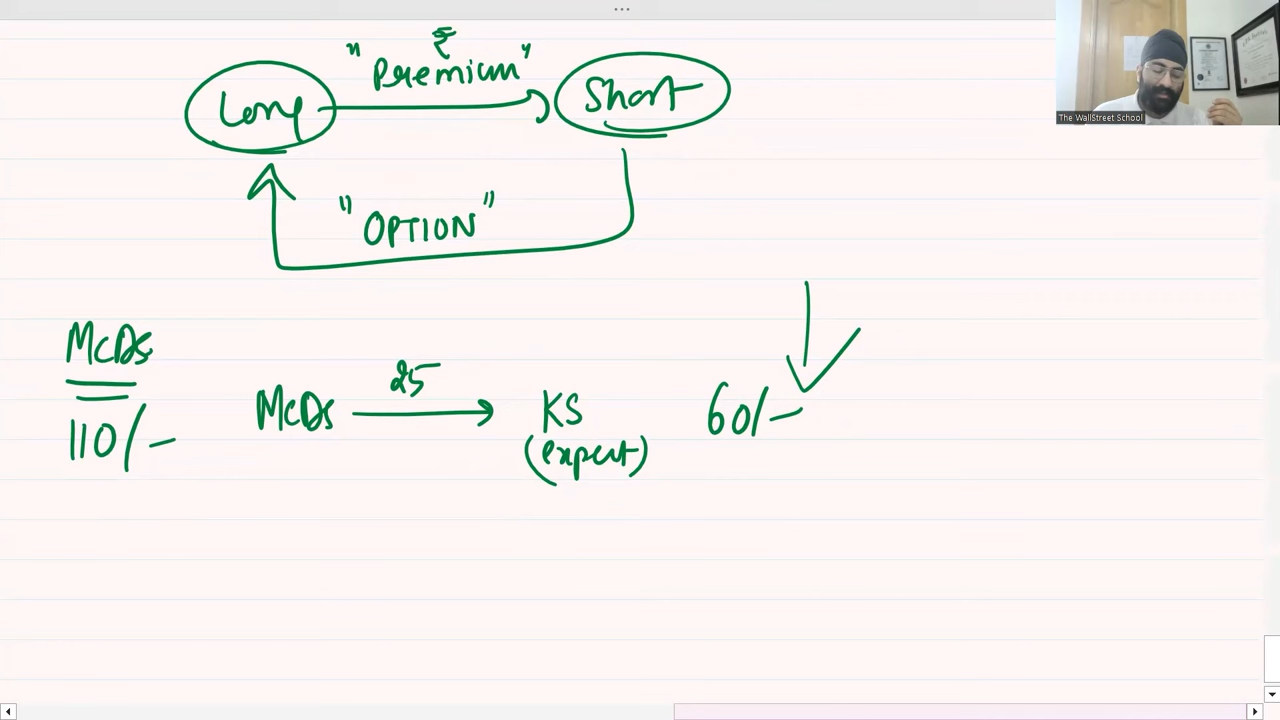 ₹
"Premium"
Long
Short
"OPTION"
McDs
110/-
McDs
25
KS
(expert)
60/-
The WallStreet School